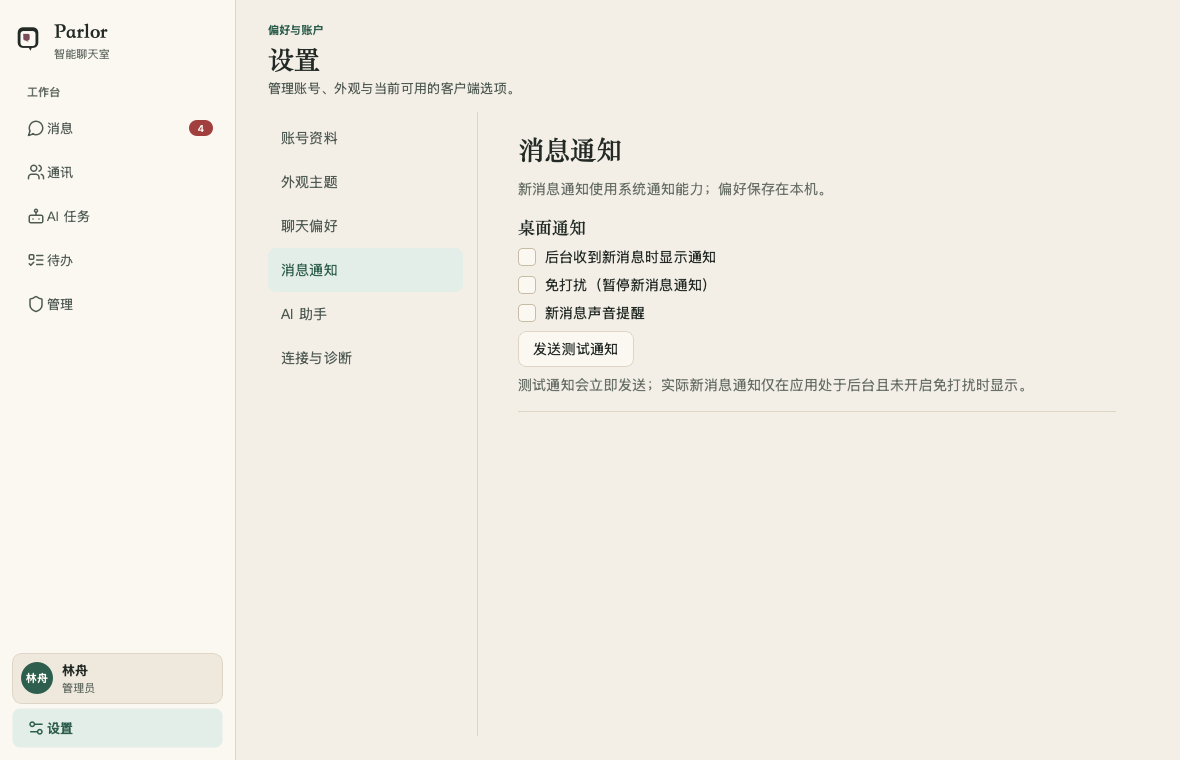 Parlor
智能聊天室
工作台
消息
4
通讯
AI 任务
待办
管理
林舟
林舟
管理员
设置
偏好与账户
设置
管理账号、外观与当前可用的客户端选项。
账号资料
外观主题
聊天偏好
消息通知
AI 助手
连接与诊断
消息通知
新消息通知使用系统通知能力；偏好保存在本机。
桌面通知
后台收到新消息时显示通知
免打扰（暂停新消息通知）
新消息声音提醒
发送测试通知
测试通知会立即发送；实际新消息通知仅在应用处于后台且未开启免打扰时显示。